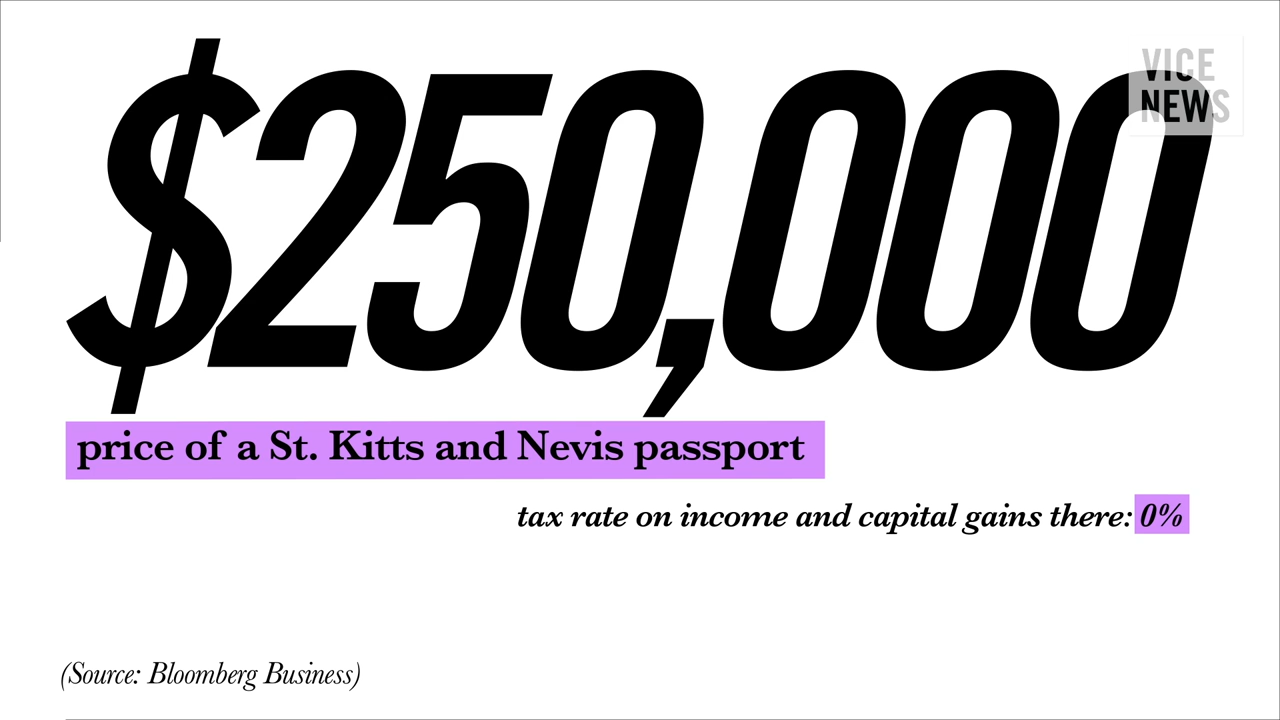 $250,000
VICE
NEWS
price of a St. Kitts and Nevis passport
tax rate on income and capital gains there: 0%
(Source: Bloomberg Business)